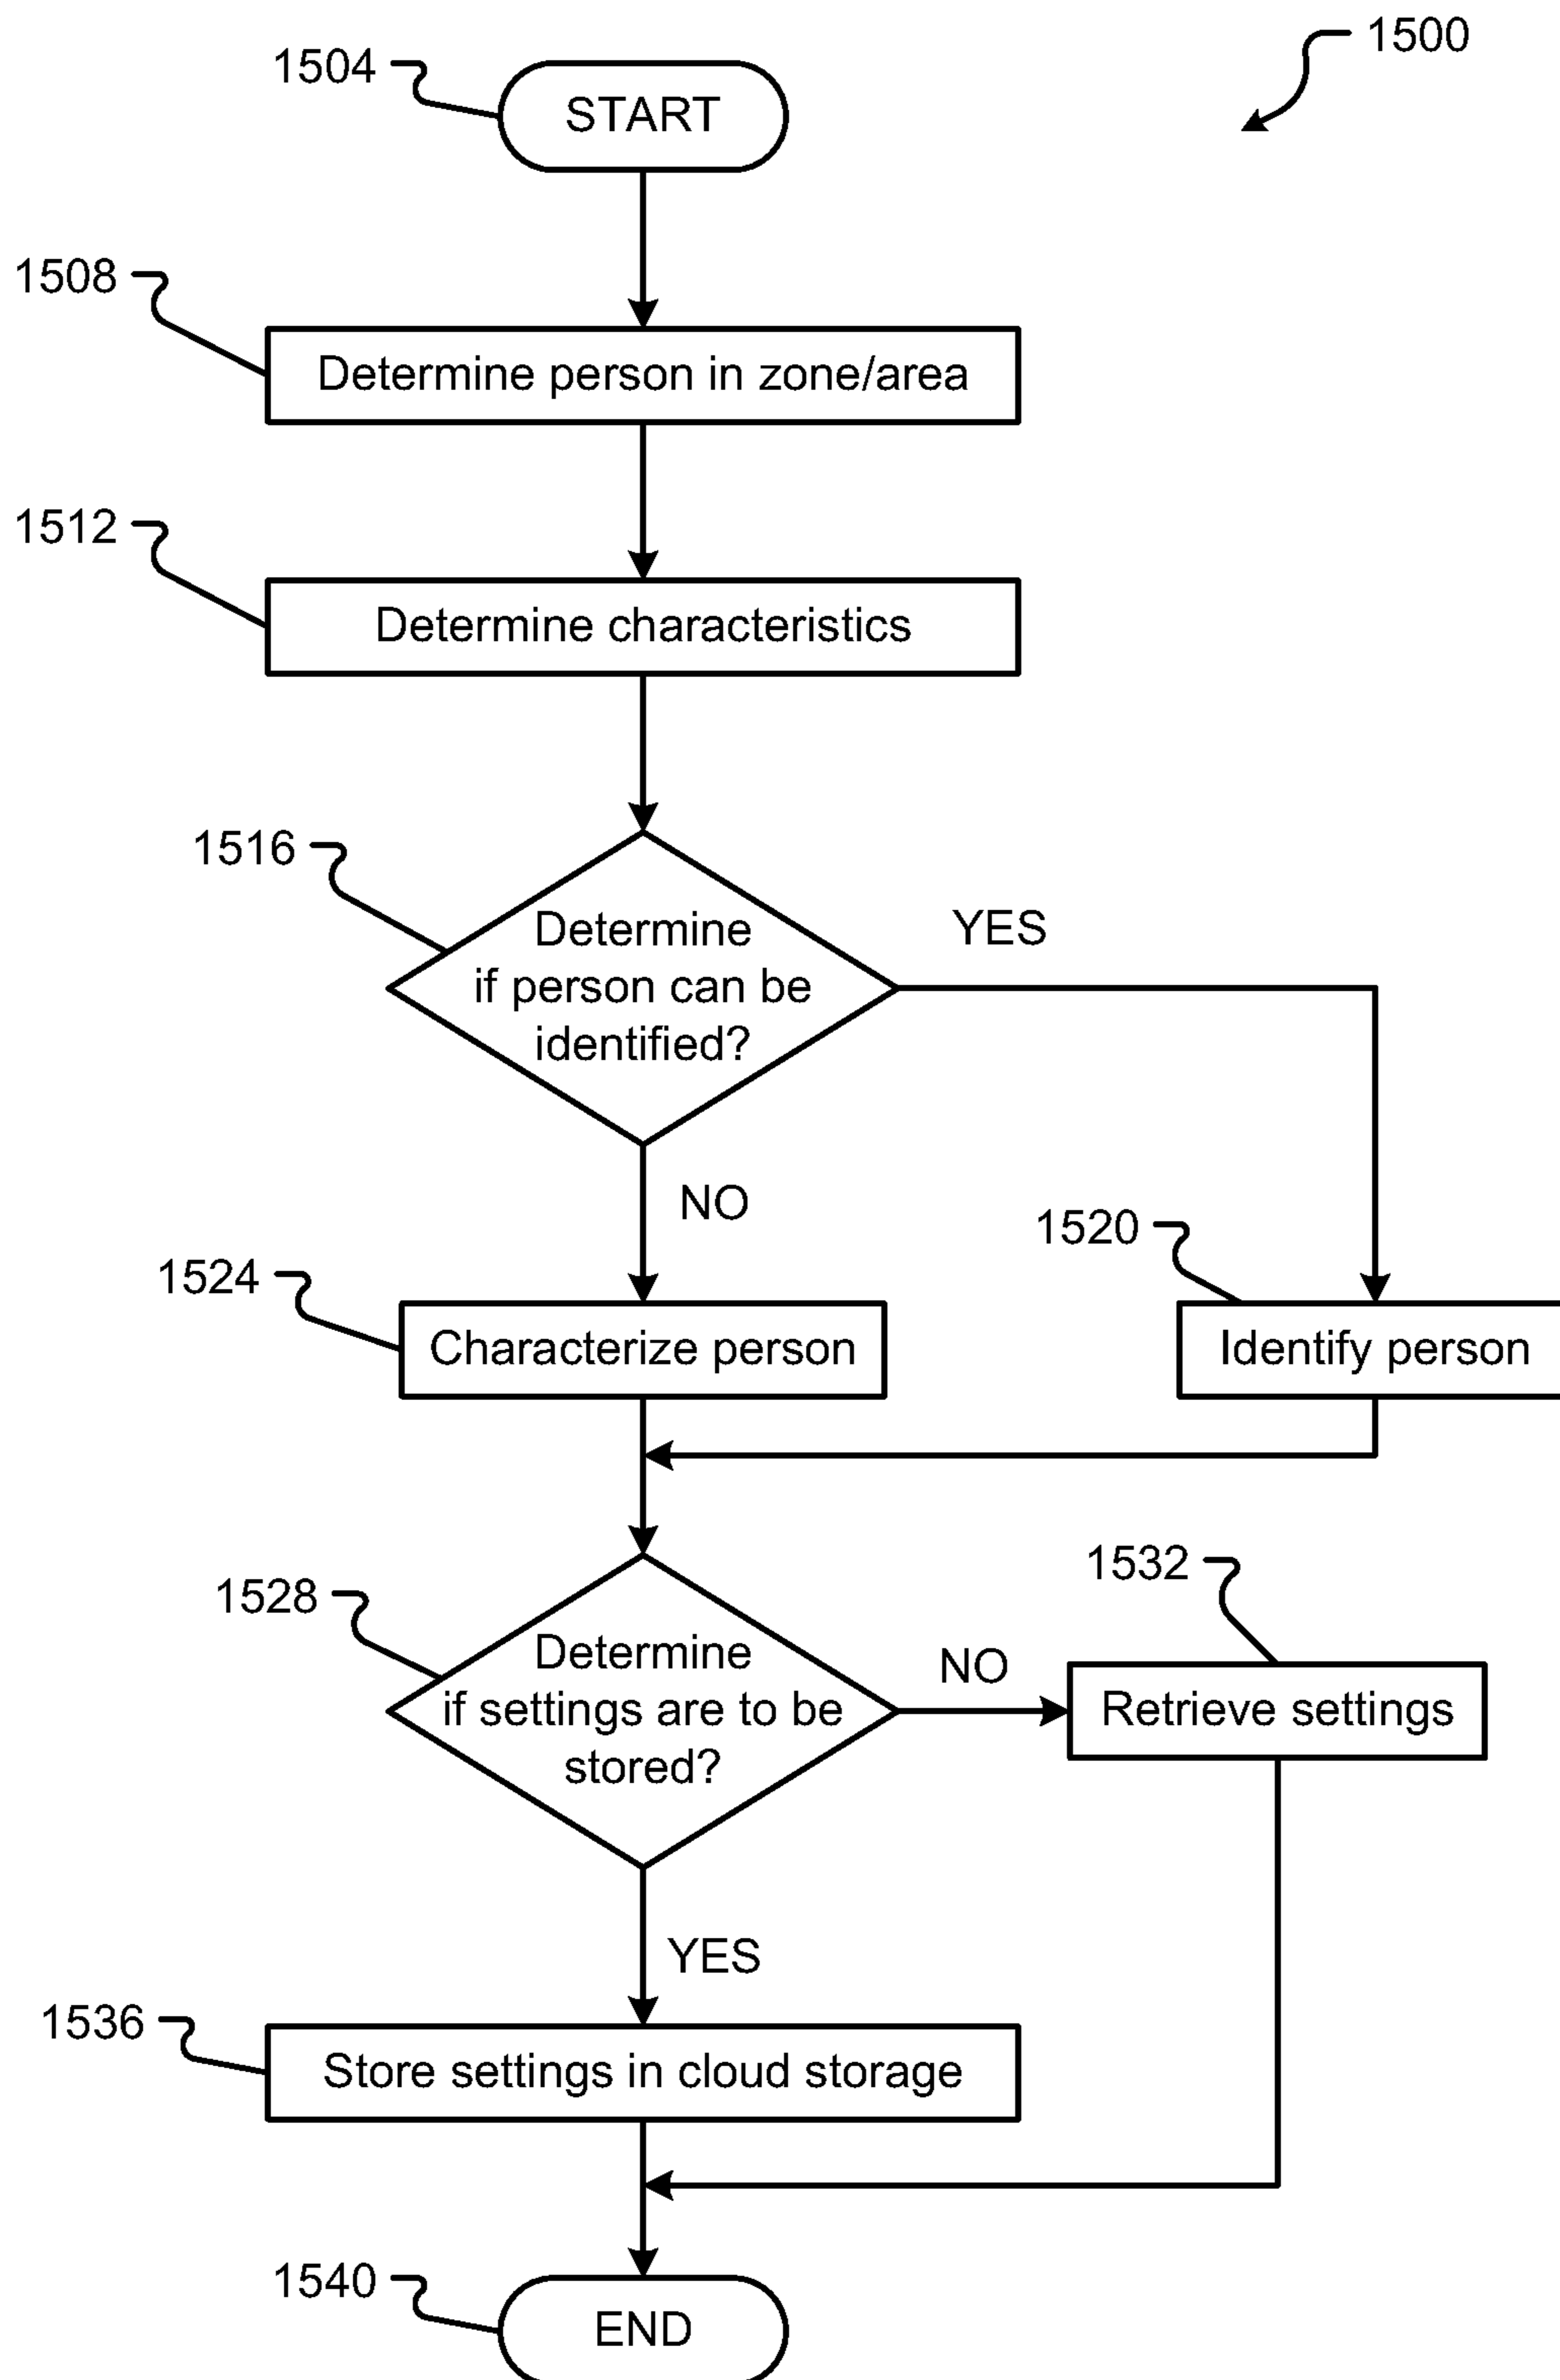 1500
1504
START
1508
Determine person in zone/area
1512
Determine characteristics
1516
Determine
if person can be
identified?
YES
NO
1520
1524
Characterize person
Identify person
1528
Determine
if settings are to be
stored?
NO
1532
Retrieve settings
YES
1536
Store settings in cloud storage
1540
END